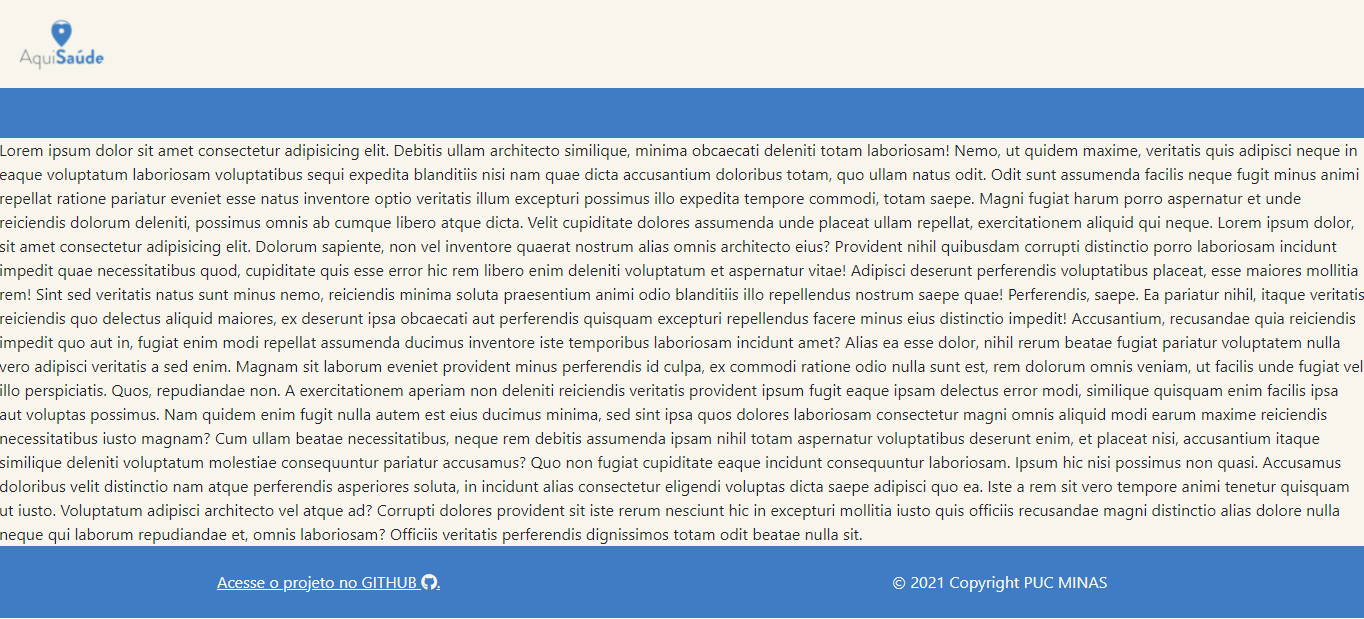 AquiSaúde
Lorem ipsum dolor sit amet consectetur adipisicing elit. Debitis ullam architecto similique, minima obcaecati deleniti totam laboriosam! Nemo, ut quidem maxime, veritatis quis adipisci neque in
eaque voluptatum laboriosam voluptatibus sequi expedita blanditiis nisi nam quae dicta accusantium doloribus totam, quo ullam natus odit. Odit sunt assumenda facilis neque fugit minus animi
repellat ratione pariatur eveniet esse natus inventore optio veritatis illum excepturi possimus illo expedita tempore commodi, totam saepe. Magni fugiat harum porro aspernatur et unde
reiciendis dolorum deleniti, possimus omnis ab cumque libero atque dicta. Velit cupiditate dolores assumenda unde placeat ullam repellat, exercitationem aliquid qui neque. Lorem ipsum dolor,
sit amet consectetur adipisicing elit. Dolorum sapiente, non vel inventore quaerat nostrum alias omnis architecto eius? Provident nihil quibusdam corrupti distinctio porro laboriosam incidunt
impedit quae necessitatibus quod, cupiditate quis esse error hic rem libero enim deleniti voluptatum et aspernatur vitae! Adipisci deserunt perferendis voluptatibus placeat, esse maiores mollitia
rem! Sint sed veritatis natus sunt minus nemo, reiciendis minima soluta praesentium animi odio blanditiis illo repellendus nostrum saepe quae! Perferendis, saepe. Ea pariatur nihil, itaque veritatis
reiciendis quo delectus aliquid maiores, ex deserunt ipsa obcaecati aut perferendis quisquam excepturi repellendus facere minus eius distinctio impedit! Accusantium, recusandae quia reiciendis
impedit quo aut in, fugiat enim modi repellat assumenda ducimus inventore iste temporibus laboriosam incidunt amet? Alias ea esse dolor, nihil rerum beatae fugiat pariatur voluptatem nulla
vero adipisci veritatis a sed enim. Magnam sit laborum eveniet provident minus perferendis id culpa, ex commodi ratione odio nulla sunt est, rem dolorum omnis veniam, ut facilis unde fugiat vel
illo perspiciatis. Quos, repudiandae non. A exercitationem aperiam non deleniti reiciendis veritatis provident ipsum fugit eaque ipsam delectus error modi, similique quisquam enim facilis ipsa
aut voluptas possimus. Nam quidem enim fugit nulla autem est eius ducimus minima, sed sint ipsa quos dolores laboriosam consectetur magni omnis aliquid modi earum maxime reiciendis
necessitatibus iusto magnam? Cum ullam beatae necessitatibus, neque rem debitis assumenda ipsam nihil totam aspernatur voluptatibus deserunt enim, et placeat nisi, accusantium itaque
similique deleniti voluptatum molestiae consequuntur pariatur accusamus? Quo non fugiat cupiditate eaque incidunt consequuntur laboriosam. Ipsum hic nisi possimus non quasi. Accusamus
doloribus velit distinctio nam atque perferendis asperiores soluta, in incidunt alias consectetur eligendi voluptas dicta saepe adipisci quo ea. Iste a rem sit vero tempore animi tenetur quisquam
ut iusto. Voluptatum adipisci architecto vel atque ad? Corrupti dolores provident sit iste rerum nesciunt hic in excepturi mollitia iusto quis officiis recusandae magni distinctio alias dolore nulla
neque qui laborum repudiandae et, omnis laboriosam? Officiis veritatis perferendis dignissimos totam odit beatae nulla sit.
Acesse o projeto no GITHUB .
© 2021 Copyright PUC MINAS